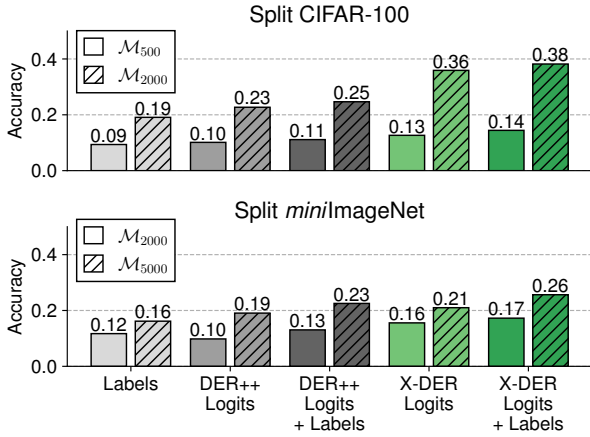 Split CIFAR-100
Accuracy
0.4
0.2
0.0
ℳ500
ℳ2000
0.09
0.19
0.10
0.23
0.11
0.25
0.13
0.36
0.14
0.38
Split miniImageNet
Accuracy
0.4
0.2
0.0
ℳ2000
ℳ5000
0.12
0.16
0.10
0.19
0.13
0.23
0.16
0.21
0.17
0.26
Labels
DER++
Logits
DER++
Logits
+ Labels
X-DER
Logits
X-DER
Logits
+ Labels